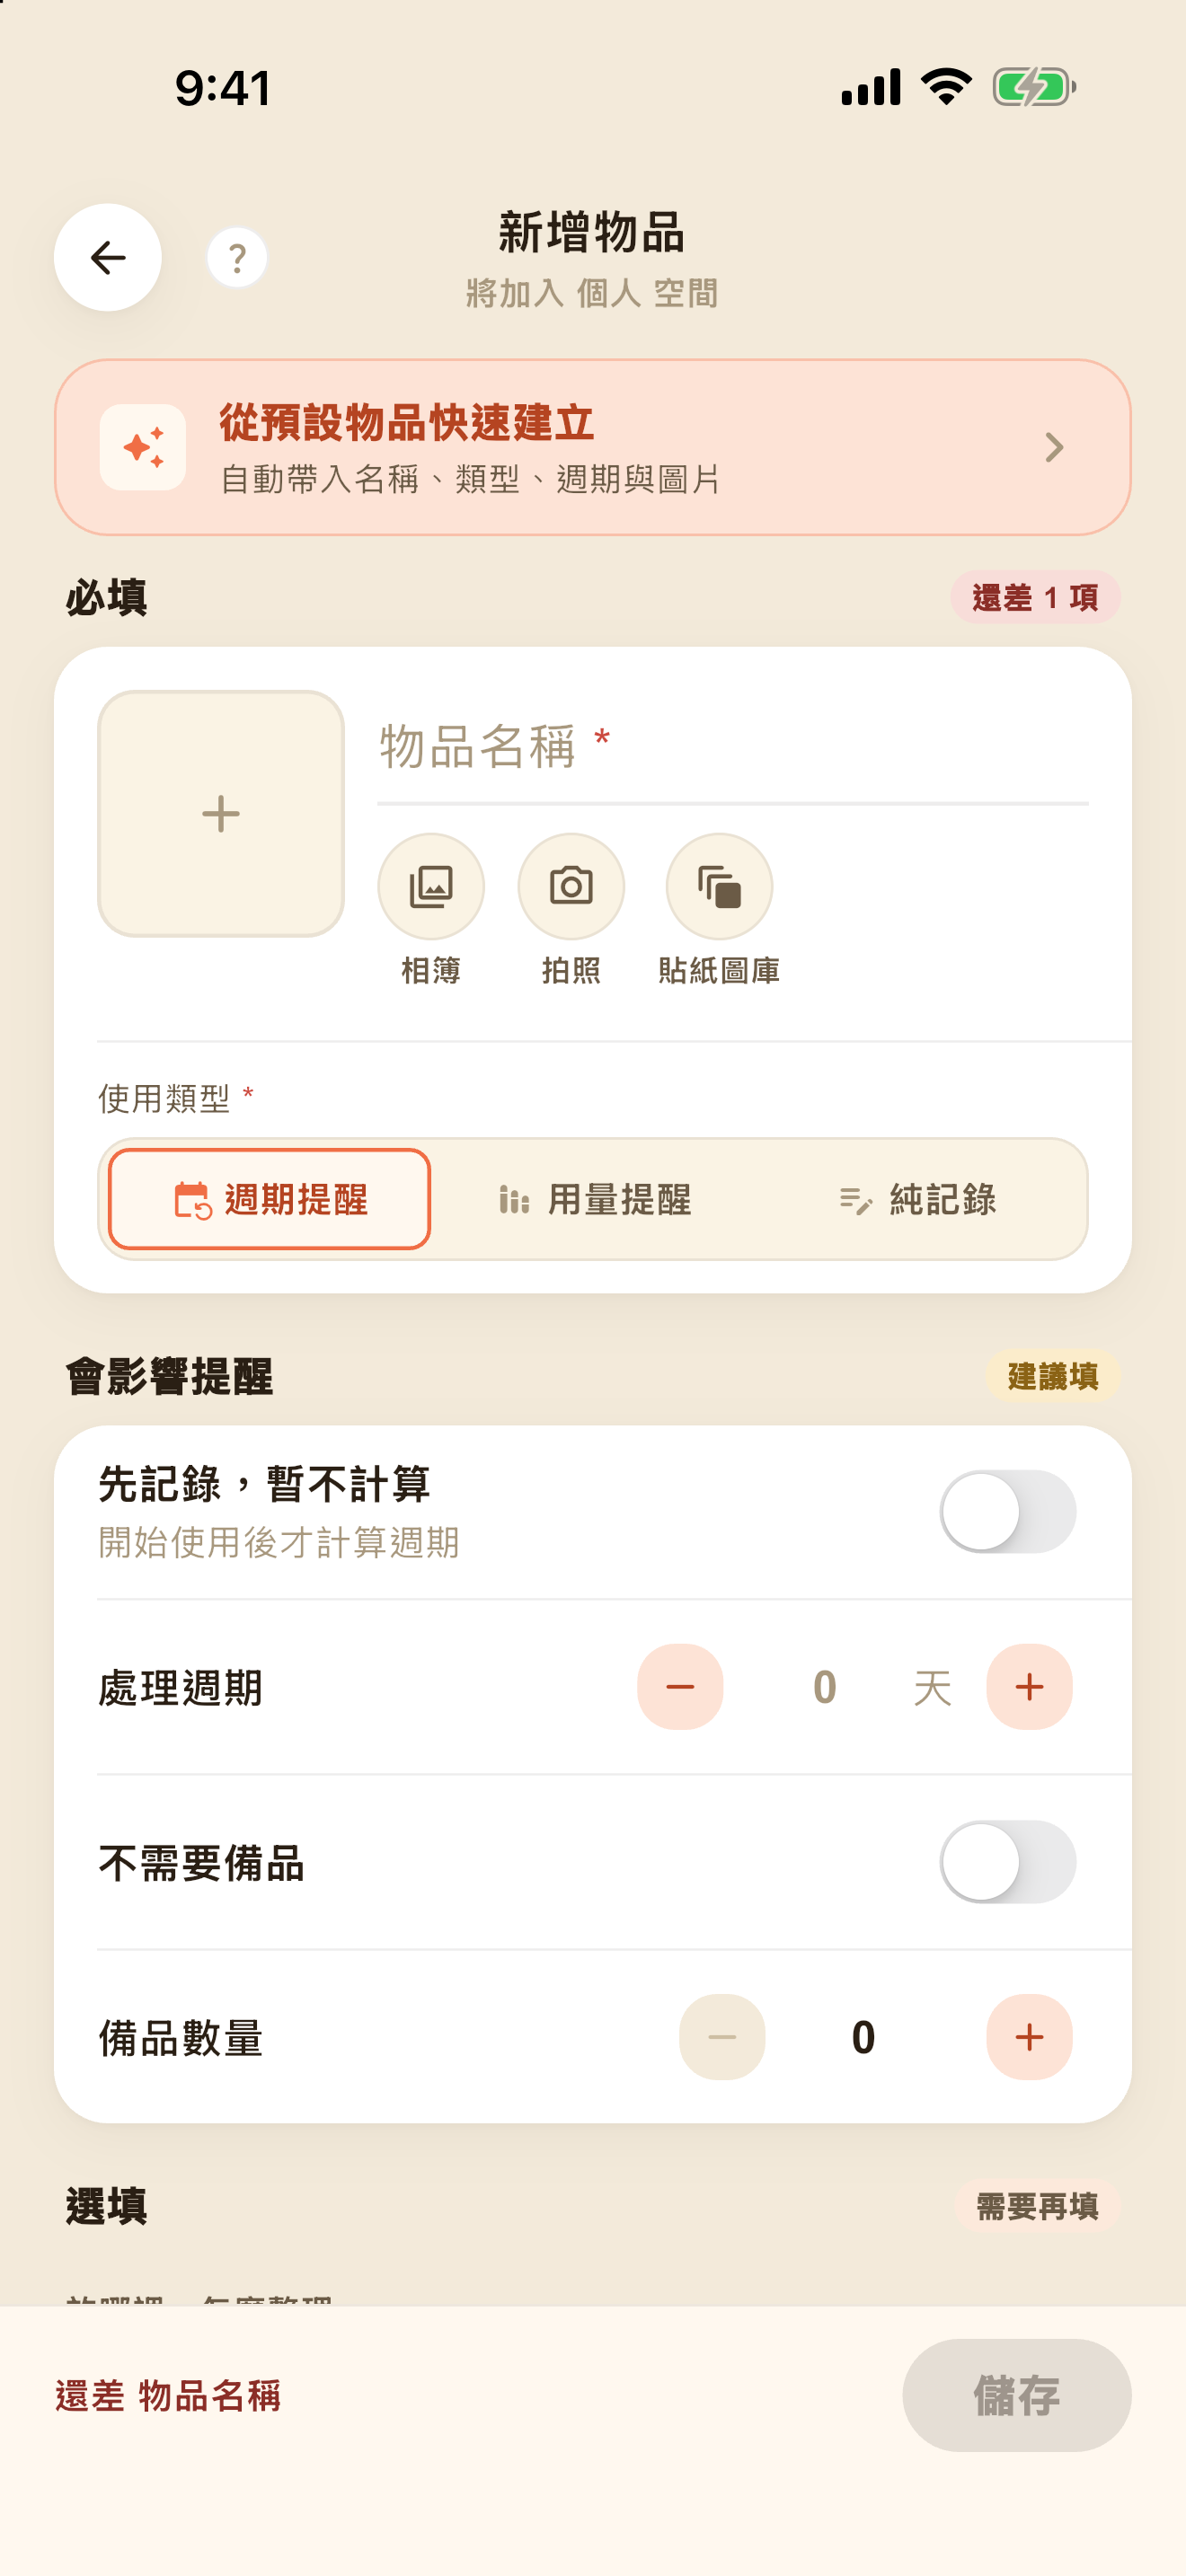 9:41
?
新增物品
將加入 個人 空間
從預設物品快速建立
自動帶入名稱、類型、週期與圖片
必填
還差 1 項
物品名稱 *
相簿
拍照
貼紙圖庫
使用類型 *
週期提醒
用量提醒
純記錄
會影響提醒
建議填
先記錄，暫不計算
開始使用後才計算週期
處理週期
0
天
不需要備品
備品數量
0
選填
需要再填
還差 物品名稱
儲存